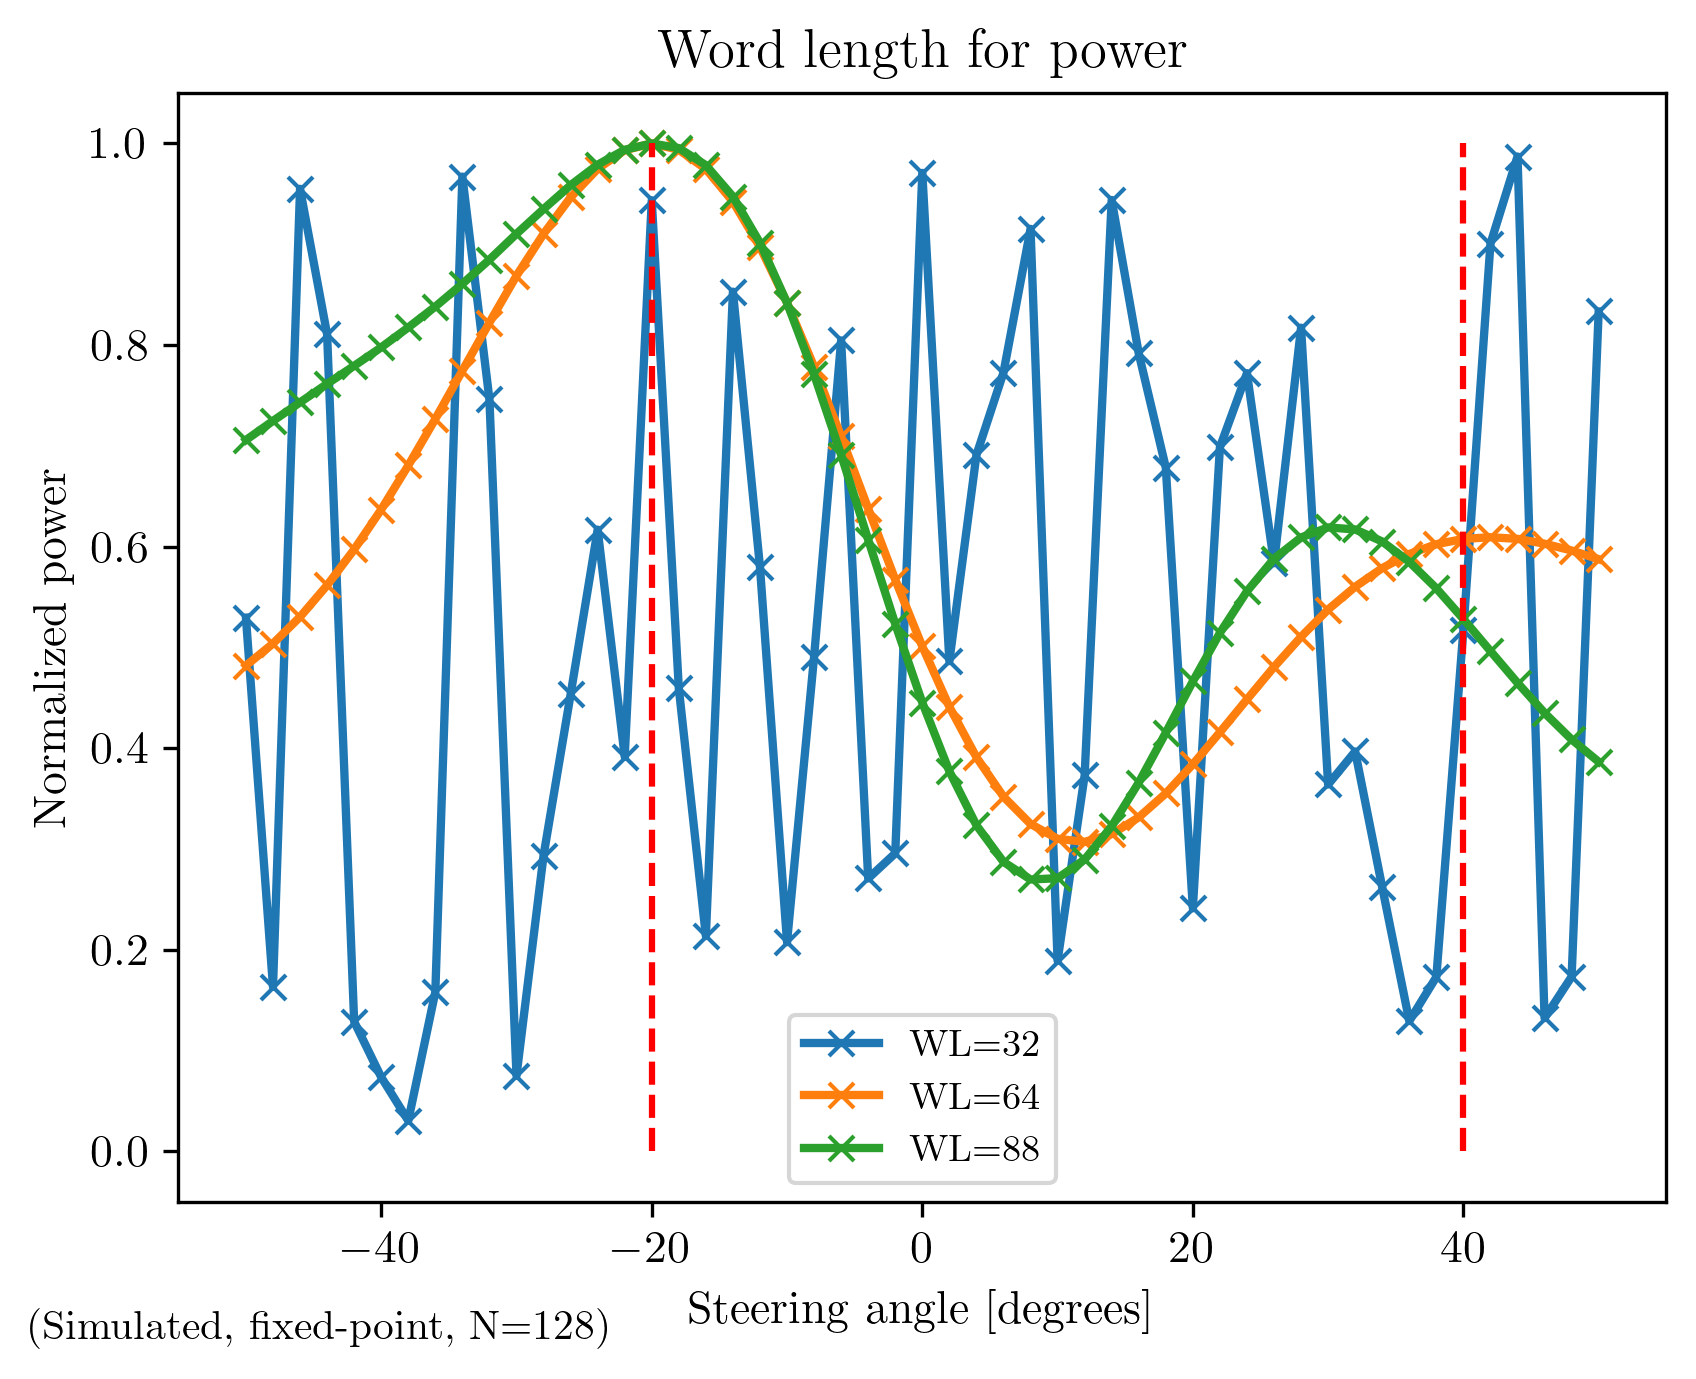 Word length for power
Normalized power
1.0
0.8
0.6
0.4
0.2
0.0
WL=32
WL=64
WL=88
−40 −20 0 20 40
Steering angle [degrees]
(Simulated, fixed-point, N=128)